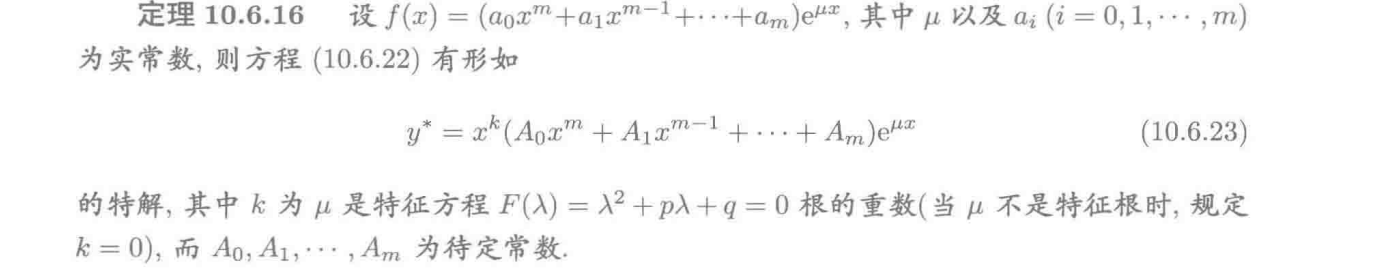 定理 10.6.16 设 f(x) = (a₀xᵐ+a₁xᵐ⁻¹+···+aₘ)e^{μx}, 其中 μ 以及 aᵢ (i = 0, 1, ···, m)
为实常数, 则方程 (10.6.22) 有形如
y* = xᵏ(A₀xᵐ + A₁xᵐ⁻¹ + ··· + Aₘ)e^{μx} (10.6.23)
的特解, 其中 k 为 μ 是特征方程 F(λ) = λ² + pλ + q = 0 根的重数(当 μ 不是特征根时, 规定
k = 0), 而 A₀, A₁, ···, Aₘ 为待定常数.